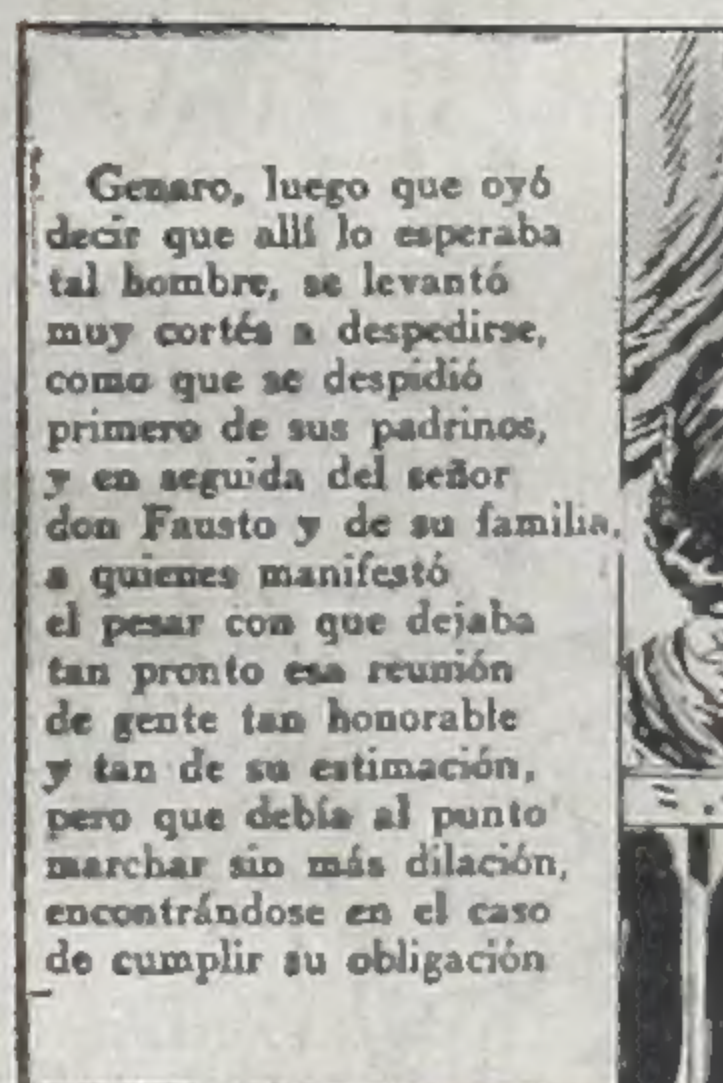 Genaro, luego que oyó
decir que allí lo esperaba
tal hombre, se levantó
muy cortés a despedirse,
como que se despidió
primero de sus padrinos,
y en seguida del señor
don Fausto y de su familia,
a quienes manifestó
el pesar con que dejaba
tan pronto esa reunión
de gente tan honorable
y tan de su estimación,
pero que debía al punto
marchar sin más dilación,
encontrándose en el caso
de cumplir su obligación